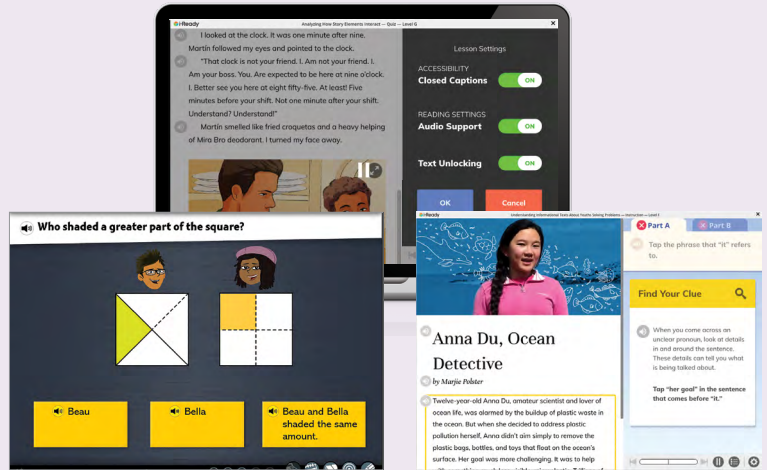 i-Ready
Analyzing How Story Elements Interact — Quiz — Level G
I looked at the clock. It was one minute after nine.
Martín followed my eyes and pointed to the clock.
"That clock is not your friend. I. Am not your friend. I.
Am your boss. You. Are expected to be here at nine o'clock.
I. Better see you here at eight fifty-five. At least! Five
minutes before your shift. Not one minute after your shift.
Understand? Understand!"
Martín smelled like fried croquetas and a heavy helping
of Mira Bro deodorant. I turned my face away.
Lesson Settings
ACCESSIBILITY
Closed Captions
ON
READING SETTINGS
Audio Support
ON
Text Unlocking
ON
OK
Cancel
Who shaded a greater part of the square?
Beau
Bella
Beau and Bella
shaded the same
amount.
i-Ready
Understanding Informational Texts About Youths Solving Problems — Instruction — Level E
Anna Du, Ocean
Detective
by Marjie Polster
Twelve-year-old Anna Du, amateur scientist and lover of
ocean life, was alarmed by the buildup of plastic waste in
the ocean. But when she decided to address plastic
pollution herself, Anna didn't aim simply to remove the
plastic bags, bottles, and toys that float on the ocean's
surface. Her goal was more challenging. It was to help
Part A
Part B
Tap the phrase that "it" refers
to.
Find Your Clue
When you come across an
unclear pronoun, look at details
in and around the sentence.
These details can tell you what
is being talked about.
Tap "her goal" in the sentence
that comes before "it."